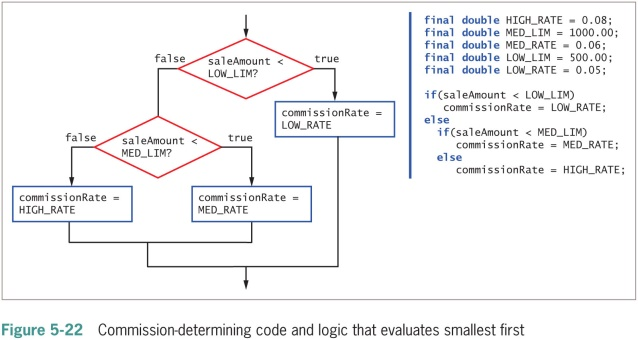 saleAmount <
LOW_LIM?
false
true
commissionRate =
LOW_RATE
saleAmount <
MED_LIM?
false
true
commissionRate =
HIGH_RATE
commissionRate =
MED_RATE
final double HIGH_RATE = 0.08;
final double MED_LIM = 1000.00;
final double MED_RATE = 0.06;
final double LOW_LIM = 500.00;
final double LOW_RATE = 0.05;
if(saleAmount < LOW_LIM)
commissionRate = LOW_RATE;
else
if(saleAmount < MED_LIM)
commissionRate = MED_RATE;
else
commissionRate = HIGH_RATE;
Figure 5-22 Commission-determining code and logic that evaluates smallest first